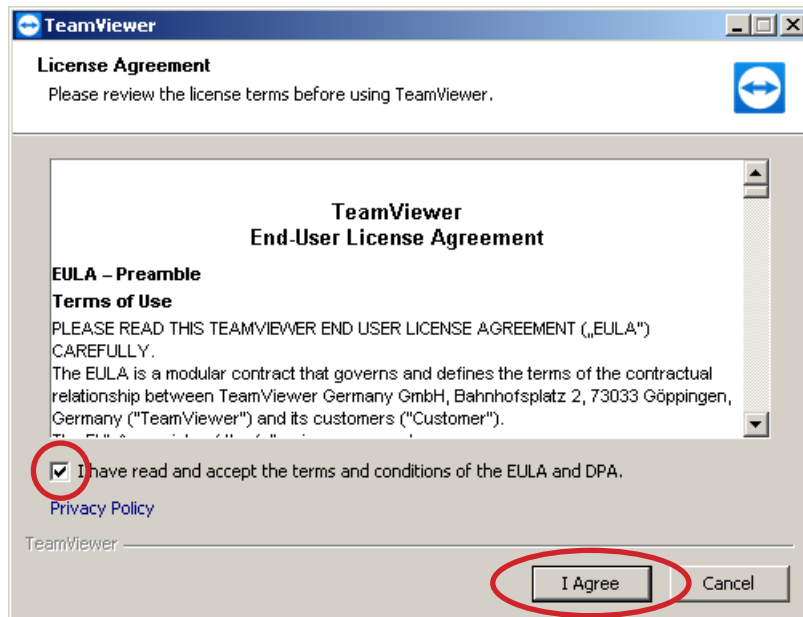 TeamViewer
License Agreement
Please review the license terms before using TeamViewer.
TeamViewer
End-User License Agreement
EULA – Preamble
Terms of Use
PLEASE READ THIS TEAMVIEWER END USER LICENSE AGREEMENT („EULA")
CAREFULLY.
The EULA is a modular contract that governs and defines the terms of the contractual
relationship between TeamViewer Germany GmbH, Bahnhofsplatz 2, 73033 Göppingen,
Germany ("TeamViewer") and its customers ("Customer").
I have read and accept the terms and conditions of the EULA and DPA.
Privacy Policy
TeamViewer
I Agree
Cancel